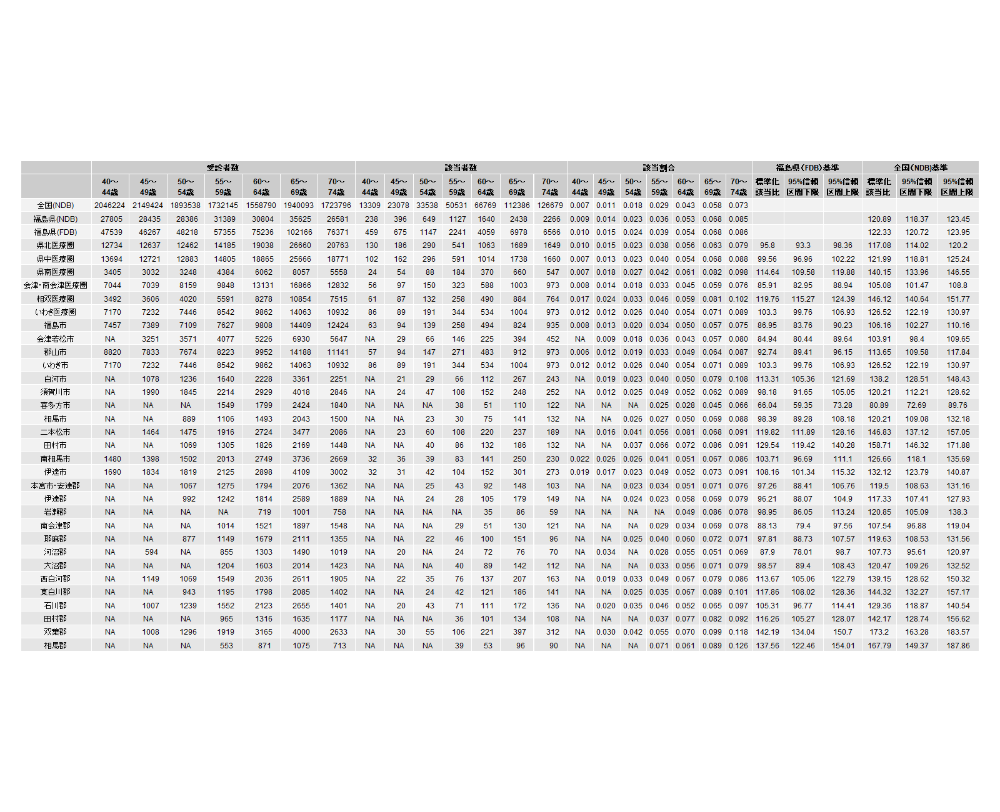 受診者数 該当者数 該当割合 福島県(FDB)基準 全国(NDB)基準
40～ 45～ 50～ 55～ 60～ 65～ 70～ 40～ 45～ 50～ 55～ 60～ 65～ 70～ 40～ 45～ 50～ 55～ 60～ 65～ 70～ 標準化 95%信頼 95%信頼 標準化 95%信頼 95%信頼
44歳 49歳 54歳 59歳 64歳 69歳 74歳 44歳 49歳 54歳 59歳 64歳 69歳 74歳 44歳 49歳 54歳 59歳 64歳 69歳 74歳 該当比 区間下限 区間上限 該当比 区間下限 区間上限
全国(NDB) 2046224 2149424 1893538 1732145 1558790 1940093 1723796 13309 23078 33538 50531 66769 112386 126679 0.007 0.011 0.018 0.029 0.043 0.058 0.073
福島県(NDB) 27805 28435 28386 31389 30804 35625 26581 238 396 649 1127 1640 2438 2266 0.009 0.014 0.023 0.036 0.053 0.068 0.085 120.89 118.37 123.45
福島県(FDB) 47539 46267 48218 57355 75236 102166 76371 459 675 1147 2241 4059 6978 6566 0.010 0.015 0.024 0.039 0.054 0.068 0.086 122.33 120.72 123.95
県北医療圏 12734 12637 12462 14185 19038 26660 20763 130 186 290 541 1063 1689 1649 0.010 0.015 0.023 0.038 0.056 0.063 0.079 95.8 93.3 98.36 117.08 114.02 120.2
県中医療圏 13694 12721 12883 14805 18865 25666 18771 102 162 296 591 1014 1738 1660 0.007 0.013 0.023 0.040 0.054 0.068 0.088 99.56 96.96 102.22 121.99 118.81 125.24
県南医療圏 3405 3032 3248 4384 6062 8057 5558 24 54 88 184 370 660 547 0.007 0.018 0.027 0.042 0.061 0.082 0.098 114.64 109.58 119.88 140.15 133.96 146.55
会津・南会津医療圏 7044 7039 8159 9848 13131 16866 12832 56 97 150 323 588 1003 973 0.008 0.014 0.018 0.033 0.045 0.059 0.076 85.91 82.95 88.94 105.08 101.47 108.8
相双医療圏 3492 3606 4020 5591 8278 10854 7515 61 87 132 258 490 884 764 0.017 0.024 0.033 0.046 0.059 0.081 0.102 119.76 115.27 124.39 146.12 140.64 151.77
いわき医療圏 7170 7232 7446 8542 9862 14063 10932 86 89 191 344 534 1004 973 0.012 0.012 0.026 0.040 0.054 0.071 0.089 103.3 99.76 106.93 126.52 122.19 130.97
福島市 7457 7389 7109 7627 9808 14409 12424 63 94 139 258 494 824 935 0.008 0.013 0.020 0.034 0.050 0.057 0.075 86.95 83.76 90.23 106.16 102.27 110.16
会津若松市 NA 3251 3571 4077 5226 6930 5647 NA 29 66 146 225 394 452 NA 0.009 0.018 0.036 0.043 0.057 0.080 84.94 80.44 89.64 103.91 98.4 109.65
郡山市 8820 7833 7674 8223 9952 14188 11141 57 94 147 271 483 912 973 0.006 0.012 0.019 0.033 0.049 0.064 0.087 92.74 89.41 96.15 113.65 109.58 117.84
いわき市 7170 7232 7446 8542 9862 14063 10932 86 89 191 344 534 1004 973 0.012 0.012 0.026 0.040 0.054 0.071 0.089 103.3 99.76 106.93 126.52 122.19 130.97
白河市 NA 1078 1236 1640 2228 3361 2251 NA 21 29 66 112 267 243 NA 0.019 0.023 0.040 0.050 0.079 0.108 113.31 105.36 121.69 138.2 128.51 148.43
須賀川市 NA 1990 1845 2214 2929 4018 2846 NA 24 47 108 152 248 252 NA 0.012 0.025 0.049 0.052 0.062 0.089 98.18 91.65 105.05 120.21 112.21 128.62
喜多方市 NA NA NA 1549 1799 2424 1840 NA NA NA 38 51 110 122 NA NA NA 0.025 0.028 0.045 0.066 66.04 59.35 73.28 80.89 72.69 89.76
相馬市 NA NA 889 1106 1493 2043 1500 NA NA 23 30 75 141 132 NA NA 0.026 0.027 0.050 0.069 0.088 98.39 89.28 108.18 120.21 109.08 132.18
二本松市 NA 1464 1475 1916 2724 3477 2086 NA 23 60 108 220 237 189 NA 0.016 0.041 0.056 0.081 0.068 0.091 119.82 111.89 128.16 146.83 137.12 157.05
田村市 NA NA 1069 1305 1826 2169 1448 NA NA 40 86 132 186 132 NA NA 0.037 0.066 0.072 0.086 0.091 129.54 119.42 140.28 158.71 146.32 171.88
南相馬市 1480 1398 1502 2013 2749 3736 2669 32 36 39 83 141 250 230 0.022 0.026 0.026 0.041 0.051 0.067 0.086 103.71 96.69 111.1 126.66 118.1 135.69
伊達市 1690 1834 1819 2125 2898 4109 3002 32 31 42 104 152 301 273 0.019 0.017 0.023 0.049 0.052 0.073 0.091 108.16 101.34 115.32 132.12 123.79 140.87
本宮市・安達郡 NA NA 1067 1275 1794 2076 1362 NA NA 25 43 92 148 103 NA NA 0.023 0.034 0.051 0.071 0.076 97.26 88.41 106.76 119.5 108.63 131.16
伊達郡 NA NA 992 1242 1814 2589 1889 NA NA 24 28 105 179 149 NA NA 0.024 0.023 0.058 0.069 0.079 96.21 88.07 104.9 117.33 107.41 127.93
岩瀬郡 NA NA NA NA 719 1001 758 NA NA NA NA 35 86 59 NA NA NA NA 0.049 0.086 0.078 98.95 86.05 113.24 120.85 105.09 138.3
南会津郡 NA NA NA 1014 1521 1897 1548 NA NA NA 29 51 130 121 NA NA NA 0.029 0.034 0.069 0.078 88.13 79.4 97.56 107.54 96.88 119.04
耶麻郡 NA NA 877 1149 1679 2111 1355 NA NA 22 46 100 151 96 NA NA 0.025 0.040 0.060 0.072 0.071 97.81 88.73 107.57 119.63 108.53 131.56
河沼郡 NA 594 NA 855 1303 1490 1019 NA 20 NA 24 72 76 70 NA 0.034 NA 0.028 0.055 0.051 0.069 87.9 78.01 98.7 107.73 95.61 120.97
大沼郡 NA NA NA 1204 1603 2014 1423 NA NA NA 40 89 142 112 NA NA NA 0.033 0.056 0.071 0.079 98.57 89.4 108.43 120.47 109.26 132.52
西白河郡 NA 1149 1069 1549 2036 2611 1905 NA 22 35 76 137 207 163 NA 0.019 0.033 0.049 0.067 0.079 0.086 113.67 105.06 122.79 139.15 128.62 150.32
東白川郡 NA NA 943 1195 1798 2085 1402 NA NA 24 42 121 186 141 NA NA 0.025 0.035 0.067 0.089 0.101 117.86 108.02 128.36 144.32 132.27 157.17
石川郡 NA 1007 1239 1552 2123 2655 1401 NA 20 43 71 111 172 136 NA 0.020 0.035 0.046 0.052 0.065 0.097 105.31 96.77 114.41 129.36 118.87 140.54
田村郡 NA NA NA 965 1316 1635 1177 NA NA NA 36 101 134 108 NA NA NA 0.037 0.077 0.082 0.092 116.26 105.27 128.07 142.17 128.74 156.62
双葉郡 NA 1008 1296 1919 3165 4000 2633 NA 30 55 106 221 397 312 NA 0.030 0.042 0.055 0.070 0.099 0.118 142.19 134.04 150.7 173.2 163.28 183.57
相馬郡 NA NA NA 553 871 1075 713 NA NA NA 39 53 96 90 NA NA NA 0.071 0.061 0.089 0.126 137.56 122.46 154.01 167.79 149.37 187.86